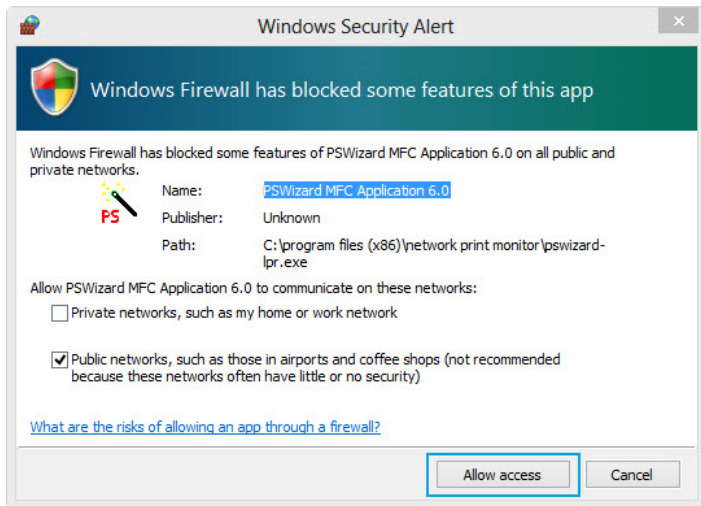 Windows Security Alert
Windows Firewall has blocked some features of this app
Windows Firewall has blocked some features of PSWizard MFC Application 6.0 on all public and
private networks.
PS
Name: PSWizard MFC Application 6.0
Publisher: Unknown
Path: C:\program files (x86)\network print monitor\pswizard-
lpr.exe
Allow PSWizard MFC Application 6.0 to communicate on these networks:
Private networks, such as my home or work network
Public networks, such as those in airports and coffee shops (not recommended
because these networks often have little or no security)
What are the risks of allowing an app through a firewall?
Allow access Cancel